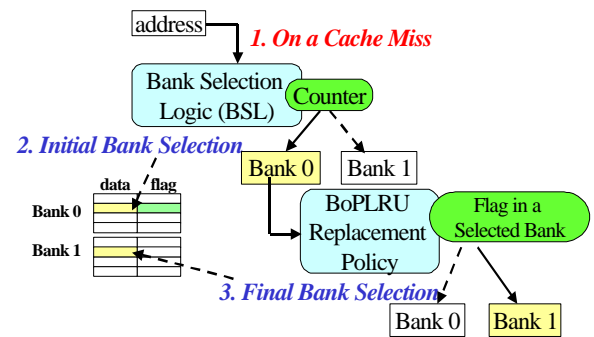 address
1. On a Cache Miss
Bank Selection
Logic (BSL)
Counter
2. Initial Bank Selection
Bank 0
Bank 1
data
flag
Bank 0
Bank 1
BoPLRU
Replacement
Policy
Flag in a
Selected Bank
3. Final Bank Selection
Bank 0
Bank 1